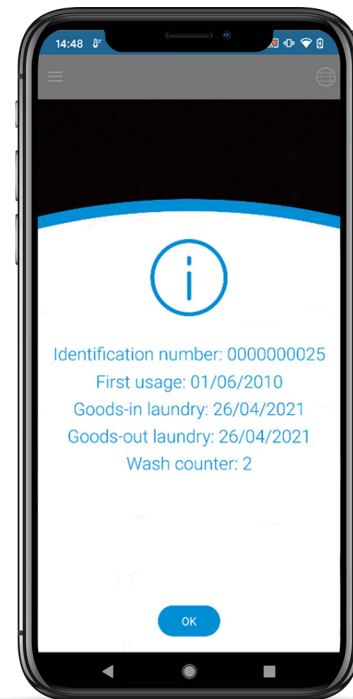 14:48
Identification number: 0000000025
First usage: 01/06/2010
Goods-in laundry: 26/04/2021
Goods-out laundry: 26/04/2021
Wash counter: 2
OK